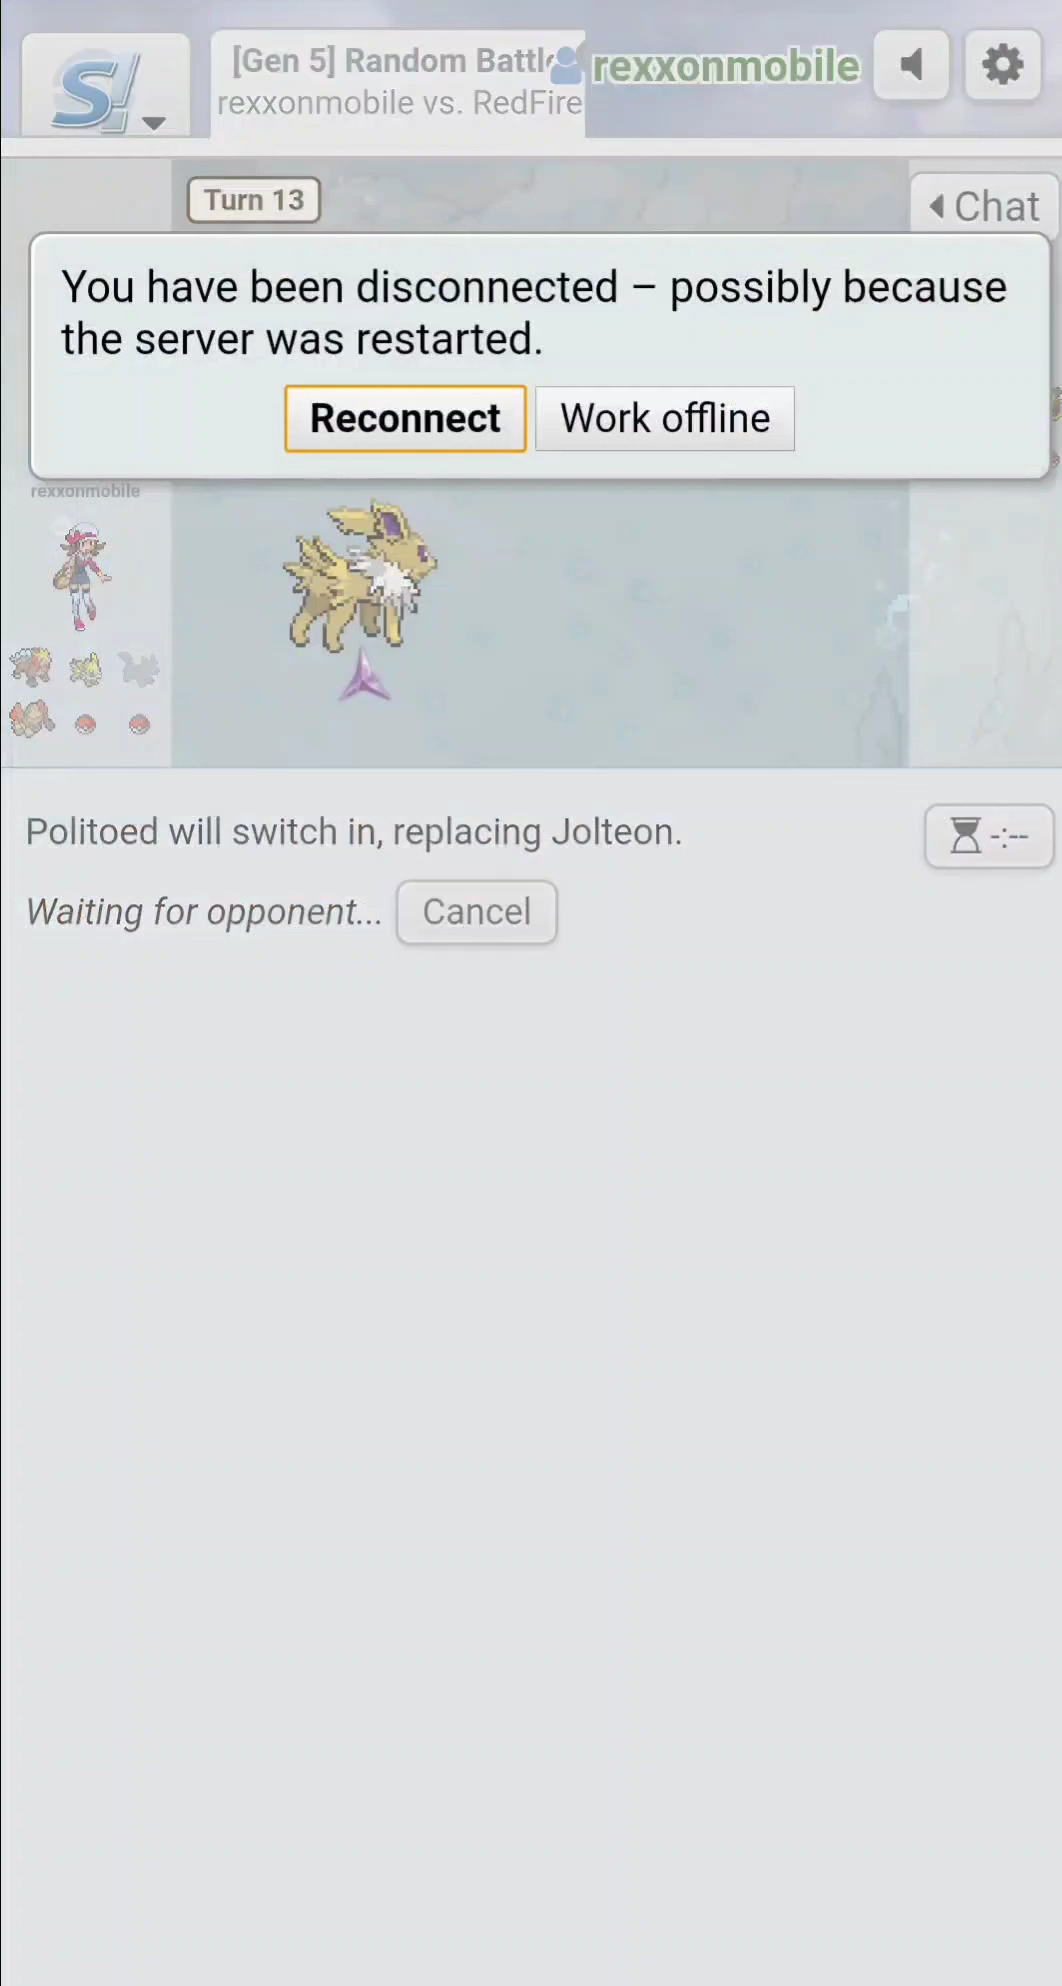 [Gen 5] Random Battle
rexxonmobile
rexxonmobile vs. RedFire
Turn 13
Chat
You have been disconnected – possibly because
the server was restarted.
Reconnect
Work offline
rexxonmobile
Politoed will switch in, replacing Jolteon.
-:--
Waiting for opponent...
Cancel